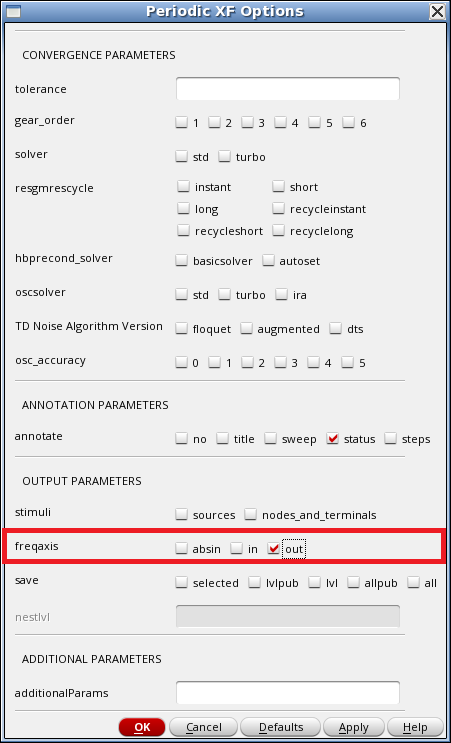 Periodic XF Options
CONVERGENCE PARAMETERS
tolerance
gear_order 1 2 3 4 5 6
solver std turbo
resgmrescycle instant short
long recycleinstant
recycleshort recyclelong
hbprecond_solver basicsolver autoset
oscsolver std turbo ira
TD Noise Algorithm Version floquet augmented dts
osc_accuracy 0 1 2 3 4 5
ANNOTATION PARAMETERS
annotate no title sweep status steps
OUTPUT PARAMETERS
stimuli sources nodes_and_terminals
freqaxis absin in out
save selected lvlpub lvl allpub all
nestlvl
ADDITIONAL PARAMETERS
additionalParams
OK Cancel Defaults Apply Help